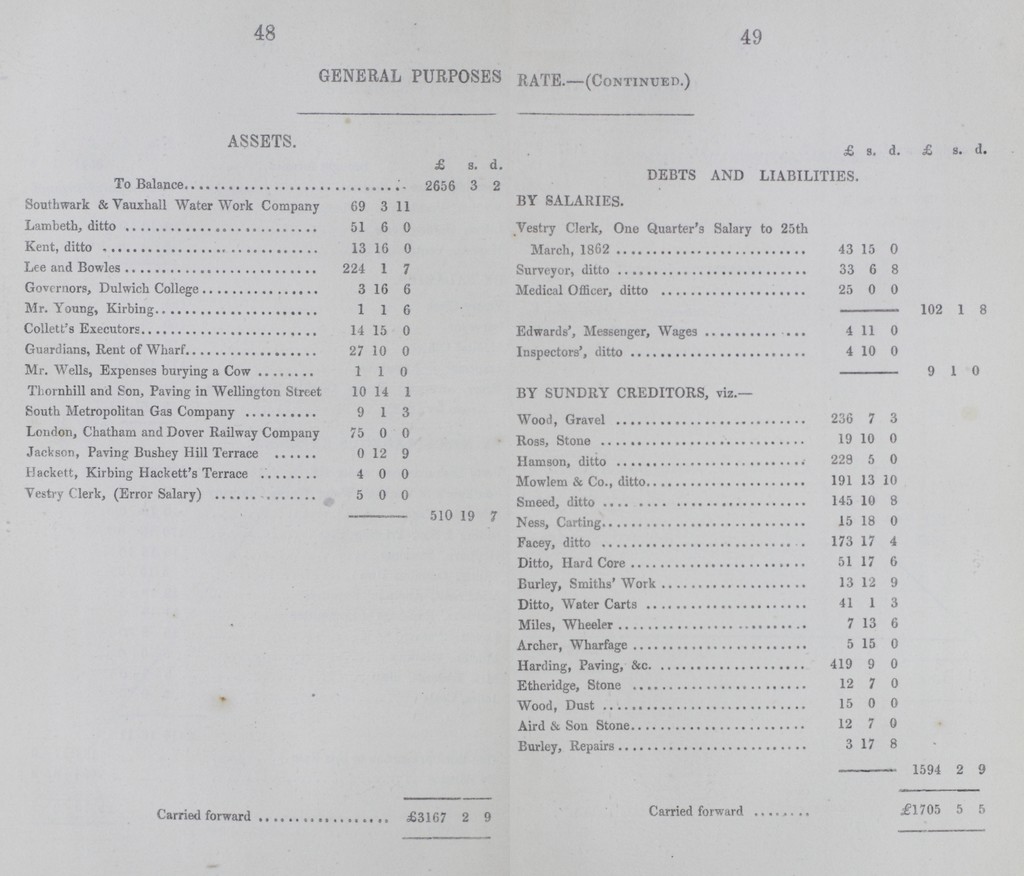 48
GENERAL PURPOSES
ASSETS.
£ s. d.
To Balance 2656 3 2
Southwark & Vauxhall Water Work Company 69 3 11
Lambeth, ditto 51 6 0
Kent, ditto 13 16 0
Lee and Bowles 224 1 7
Governors, Dulwich College 3 16 6
Mr. Young, Kirbing 1 1 6
Collett's Executors 14 15 0
Guardians, Rent of Wharf 27 10 0
Mr. Wells, Expenses burying a Cow 1 1 0
Thornhill and Son, Paving in Wellington Street 10 14 1
South Metropolitan Gas Company 9 1 3
London, Chatham and Dover Railway Company 75 0 0
Jackson, Paving Bushey Hill Terrace 0 12 9
Hackett, Kirbing Hackett's Terrace 4 0 0
Vestry Clerk, (Error Salary) 5 0 0
510 19 7
Carried forward £3167 2 9
49
RATE.—(CONTINUED.)
£ s. d. £ s. d.
DEBTS AND LIABILITIES.
BY SALARIES.
Vestry Clerk, One Quarter's Salary to 25th
March, 1862 43 15 0
Surveyor, ditto 33 6 8
Medical Officer, ditto 25 0 0
102 1 8
Edwards', Messenger, Wages 4 11 0
Inspectors', ditto 4 10 0
9 1 0
BY SUNDRY CREDITORS, viz.—
Wood, Gravel 236 7 3
Ross, Stone 19 10 0
Hamson, ditto 228 5 0
Mowlem & Co., ditto 191 13 10
Smeed, ditto 145 10 8
Ness, Carting 15 18 0
Facey, ditto 173 17 4
Ditto, Hard Core 51 17 6
Burley, Smiths' Work 13 12 9
Ditto, Water Carts 41 1 3
Miles, Wheeler 7 13 6
Archer, Wharfage 5 15 0
Harding, Paving, &c. 419 9 0
Etheridge, Stone 12 7 0
Wood, Dust 15 0 0
Aird & Son Stone 12 7 0
Burley, Repairs 3 17 8
1594 2 9
Carried forward £1705 5 5